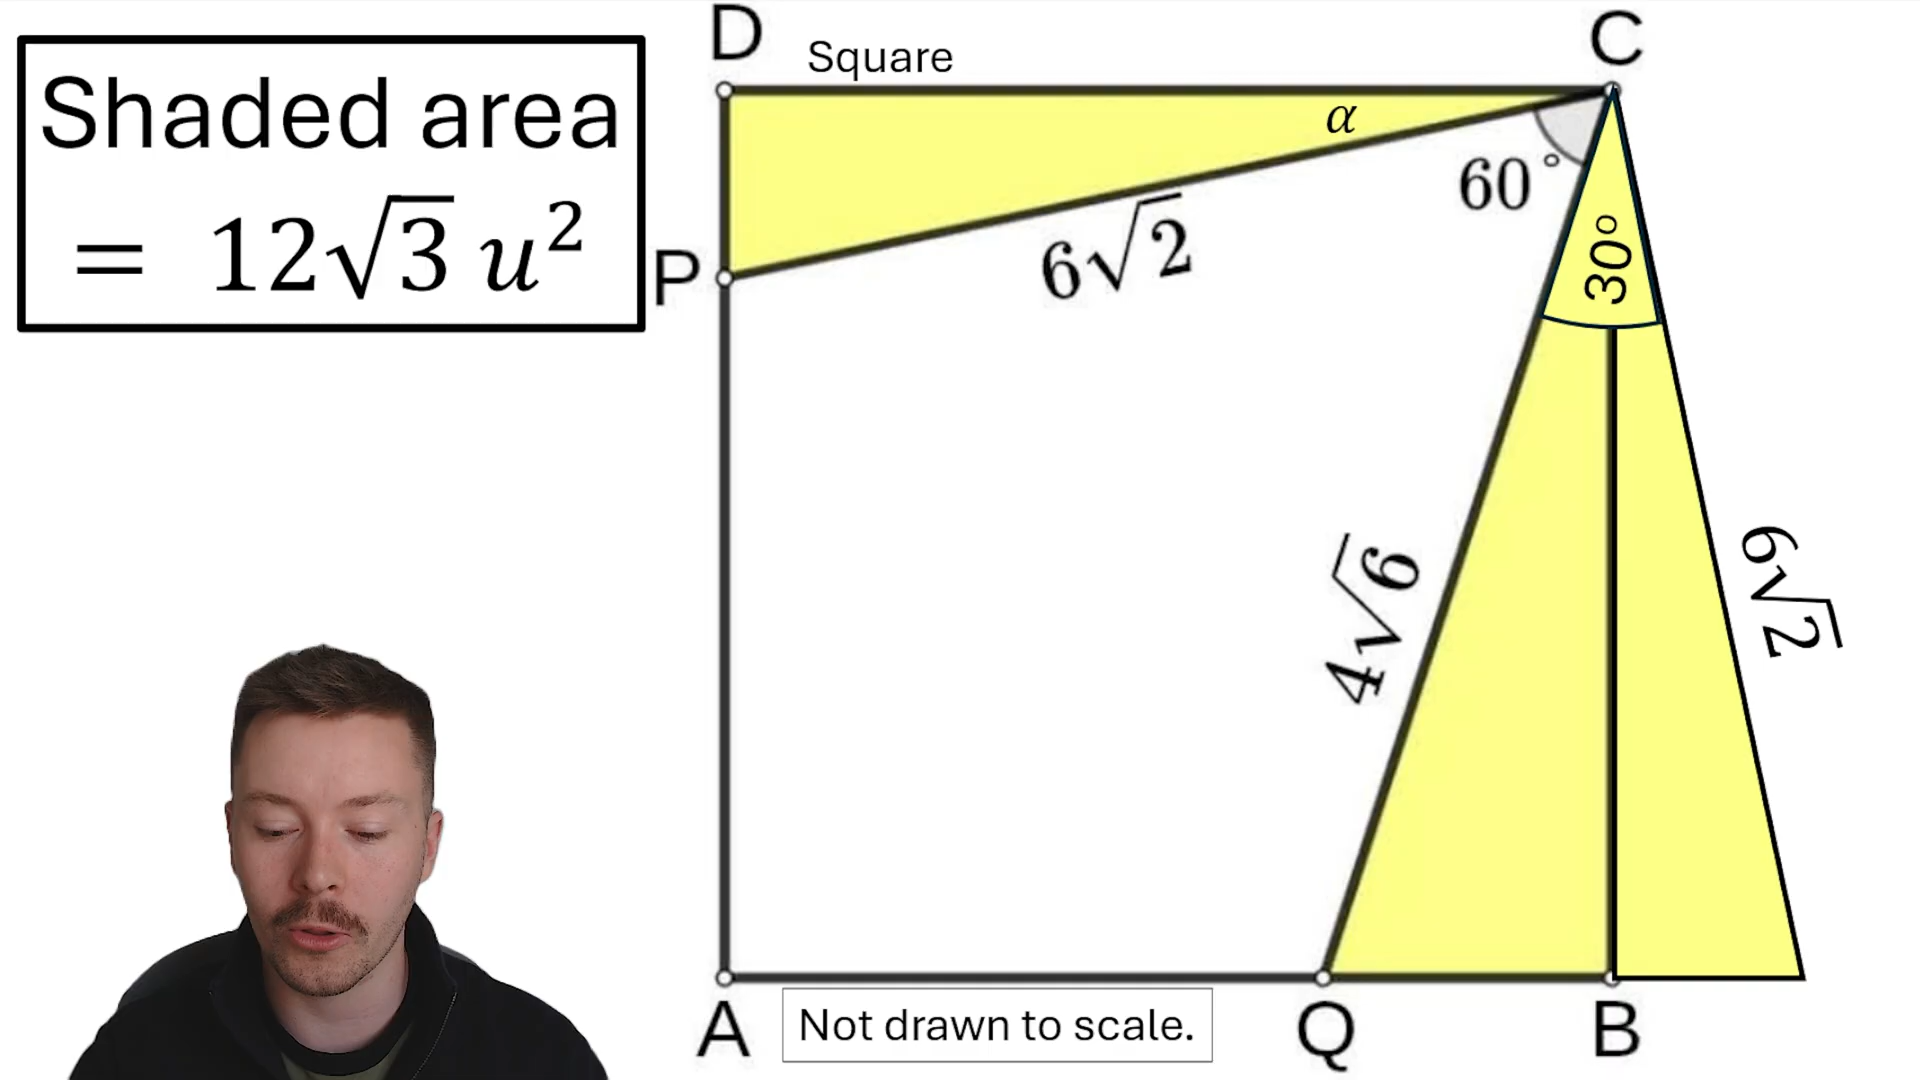 Shaded area
= 12√3 u²
D
Square
C
α
60°
P
6√2
30°
4√6
6√2
A
Not drawn to scale.
Q
B